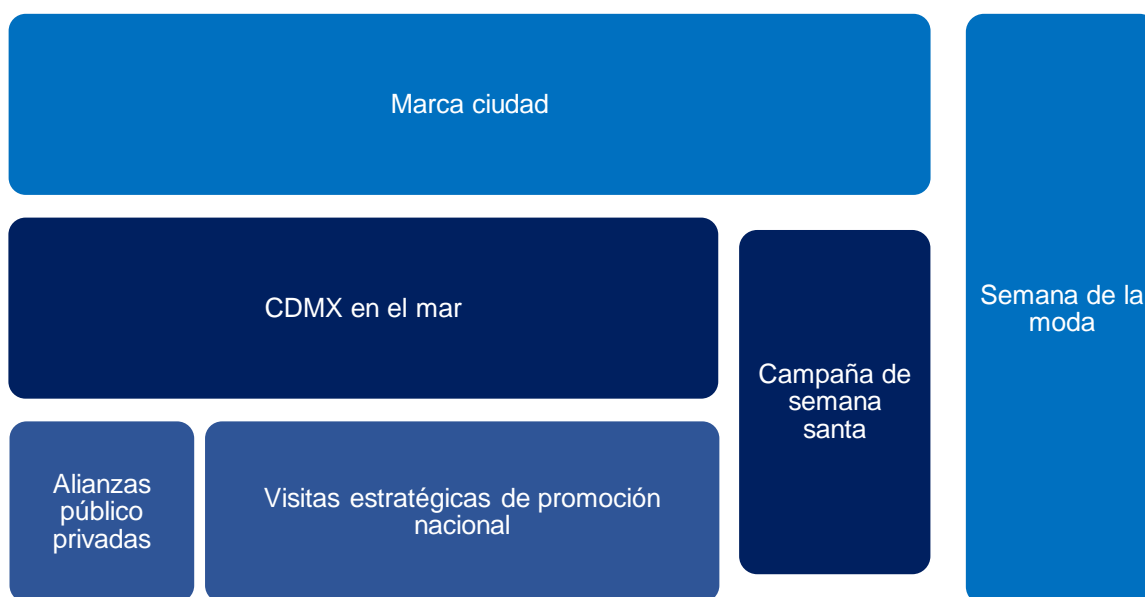 Marca ciudad
CDMX en el mar
Semana de la
moda
Campaña de
semana
santa
Alianzas
público
privadas
Visitas estratégicas de promoción
nacional